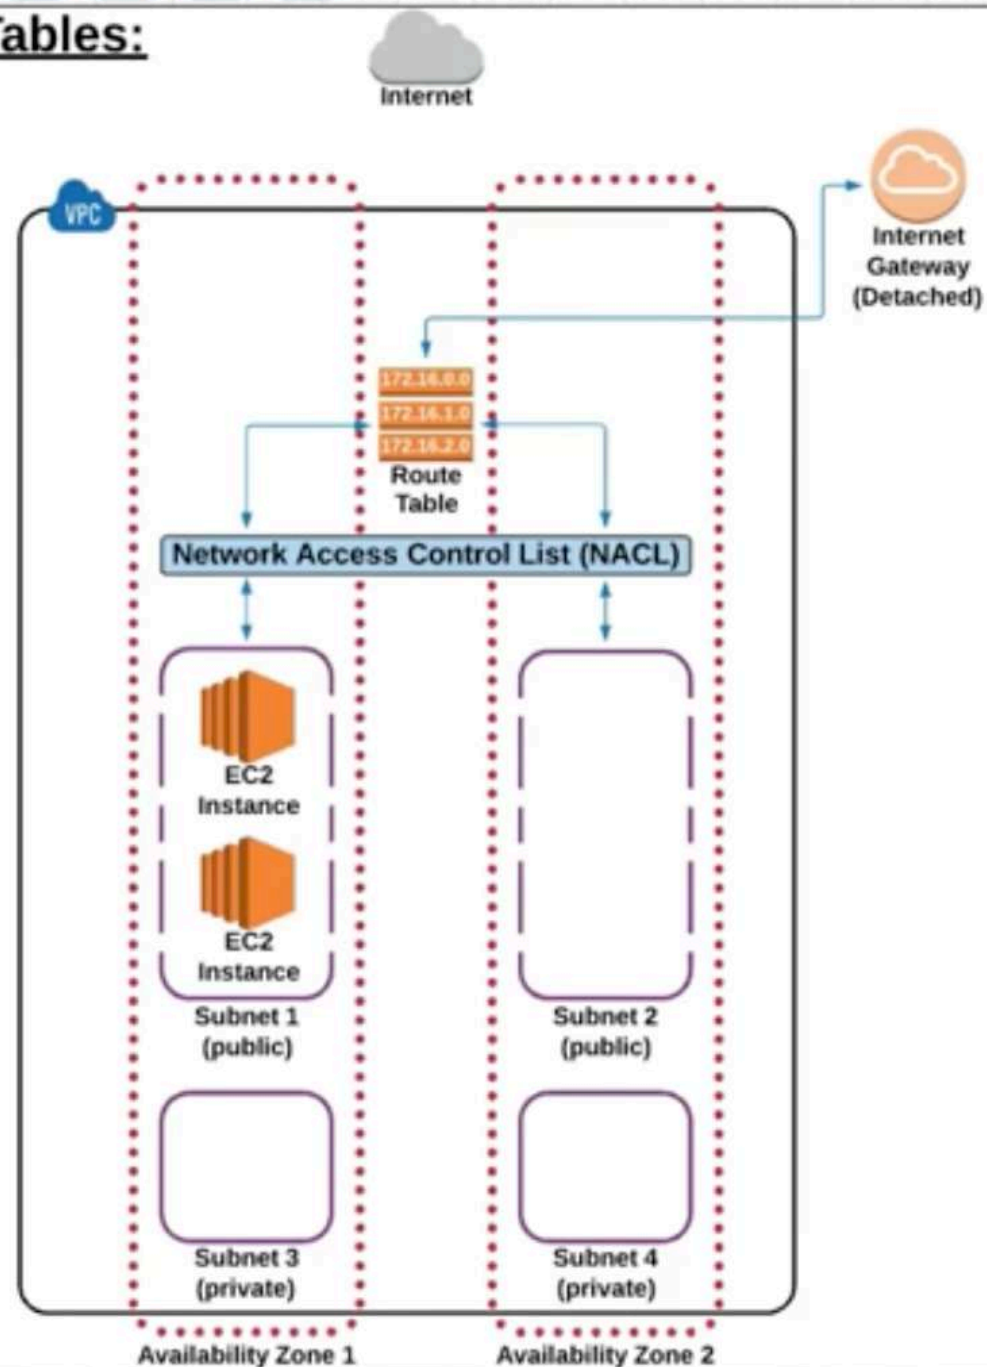 Tables:
Internet
VPC
Internet
Gateway
(Detached)
172.16.0.0
172.16.1.0
172.16.2.0
Route
Table
Network Access Control List (NACL)
EC2
Instance
EC2
Instance
Subnet 1
(public)
Subnet 2
(public)
Subnet 3
(private)
Subnet 4
(private)
Availability Zone 1
Availability Zone 2